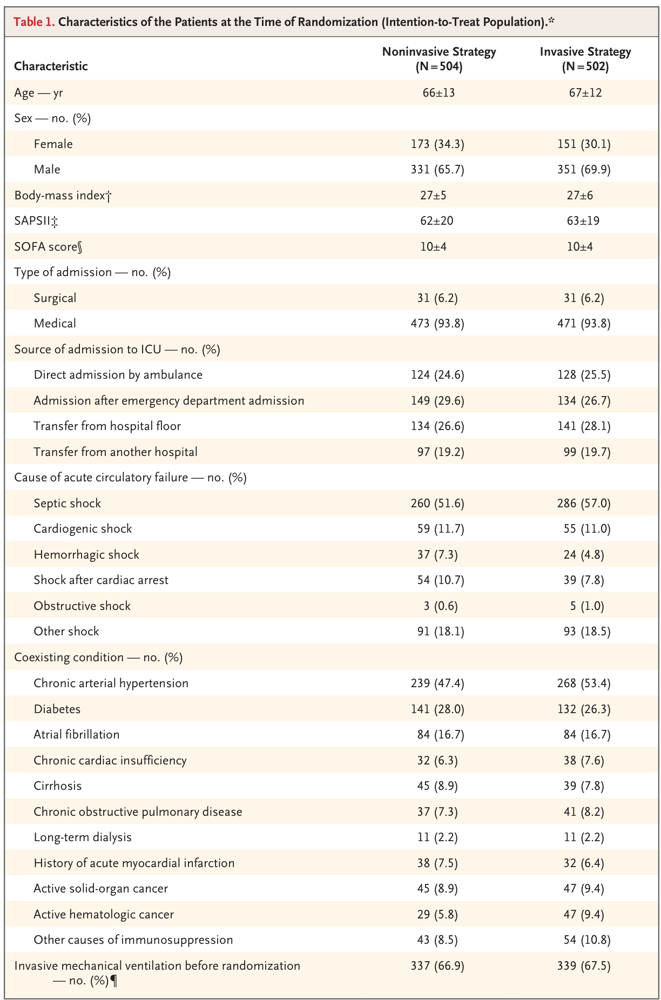 Table 1. Characteristics of the Patients at the Time of Randomization (Intention-to-Treat Population).*
Characteristic Noninvasive Strategy (N=504) Invasive Strategy (N=502)
Age — yr 66±13 67±12
Sex — no. (%)
Female 173 (34.3) 151 (30.1)
Male 331 (65.7) 351 (69.9)
Body-mass index† 27±5 27±6
SAPSII‡ 62±20 63±19
SOFA score§ 10±4 10±4
Type of admission — no. (%)
Surgical 31 (6.2) 31 (6.2)
Medical 473 (93.8) 471 (93.8)
Source of admission to ICU — no. (%)
Direct admission by ambulance 124 (24.6) 128 (25.5)
Admission after emergency department admission 149 (29.6) 134 (26.7)
Transfer from hospital floor 134 (26.6) 141 (28.1)
Transfer from another hospital 97 (19.2) 99 (19.7)
Cause of acute circulatory failure — no. (%)
Septic shock 260 (51.6) 286 (57.0)
Cardiogenic shock 59 (11.7) 55 (11.0)
Hemorrhagic shock 37 (7.3) 24 (4.8)
Shock after cardiac arrest 54 (10.7) 39 (7.8)
Obstructive shock 3 (0.6) 5 (1.0)
Other shock 91 (18.1) 93 (18.5)
Coexisting condition — no. (%)
Chronic arterial hypertension 239 (47.4) 268 (53.4)
Diabetes 141 (28.0) 132 (26.3)
Atrial fibrillation 84 (16.7) 84 (16.7)
Chronic cardiac insufficiency 32 (6.3) 38 (7.6)
Cirrhosis 45 (8.9) 39 (7.8)
Chronic obstructive pulmonary disease 37 (7.3) 41 (8.2)
Long-term dialysis 11 (2.2) 11 (2.2)
History of acute myocardial infarction 38 (7.5) 32 (6.4)
Active solid-organ cancer 45 (8.9) 47 (9.4)
Active hematologic cancer 29 (5.8) 47 (9.4)
Other causes of immunosuppression 43 (8.5) 54 (10.8)
Invasive mechanical ventilation before randomization 337 (66.9) 339 (67.5)
— no. (%)¶